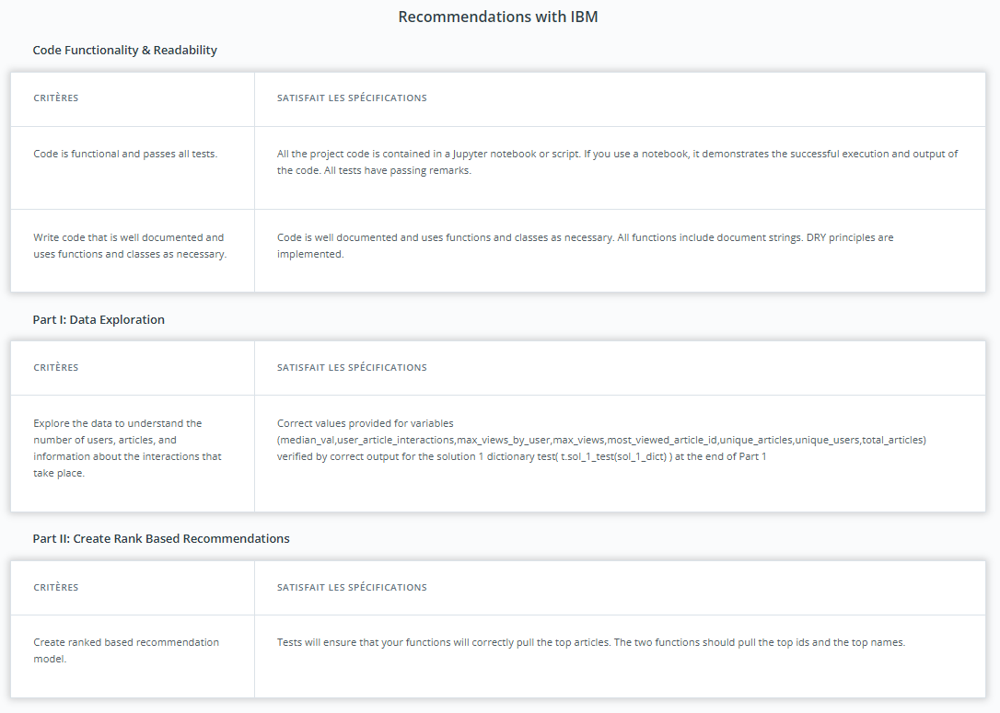 Recommendations with IBM
Code Functionality & Readability
CRITÈRES
SATISFAIT LES SPÉCIFICATIONS
Code is functional and passes all tests.
All the project code is contained in a Jupyter notebook or script. If you use a notebook, it demonstrates the successful execution and output of
the code. All tests have passing remarks.
Write code that is well documented and
uses functions and classes as necessary.
Code is well documented and uses functions and classes as necessary. All functions include document strings. DRY principles are
implemented.
Part I: Data Exploration
CRITÈRES
SATISFAIT LES SPÉCIFICATIONS
Explore the data to understand the
number of users, articles, and
information about the interactions that
take place.
Correct values provided for variables
(median_val,user_article_interactions,max_views_by_user,max_views,most_viewed_article_id,unique_articles,unique_users,total_articles)
verified by correct output for the solution 1 dictionary test( t.sol_1_test(sol_1_dict) ) at the end of Part 1
Part II: Create Rank Based Recommendations
CRITÈRES
SATISFAIT LES SPÉCIFICATIONS
Create ranked based recommendation
model.
Tests will ensure that your functions will correctly pull the top articles. The two functions should pull the top ids and the top names.